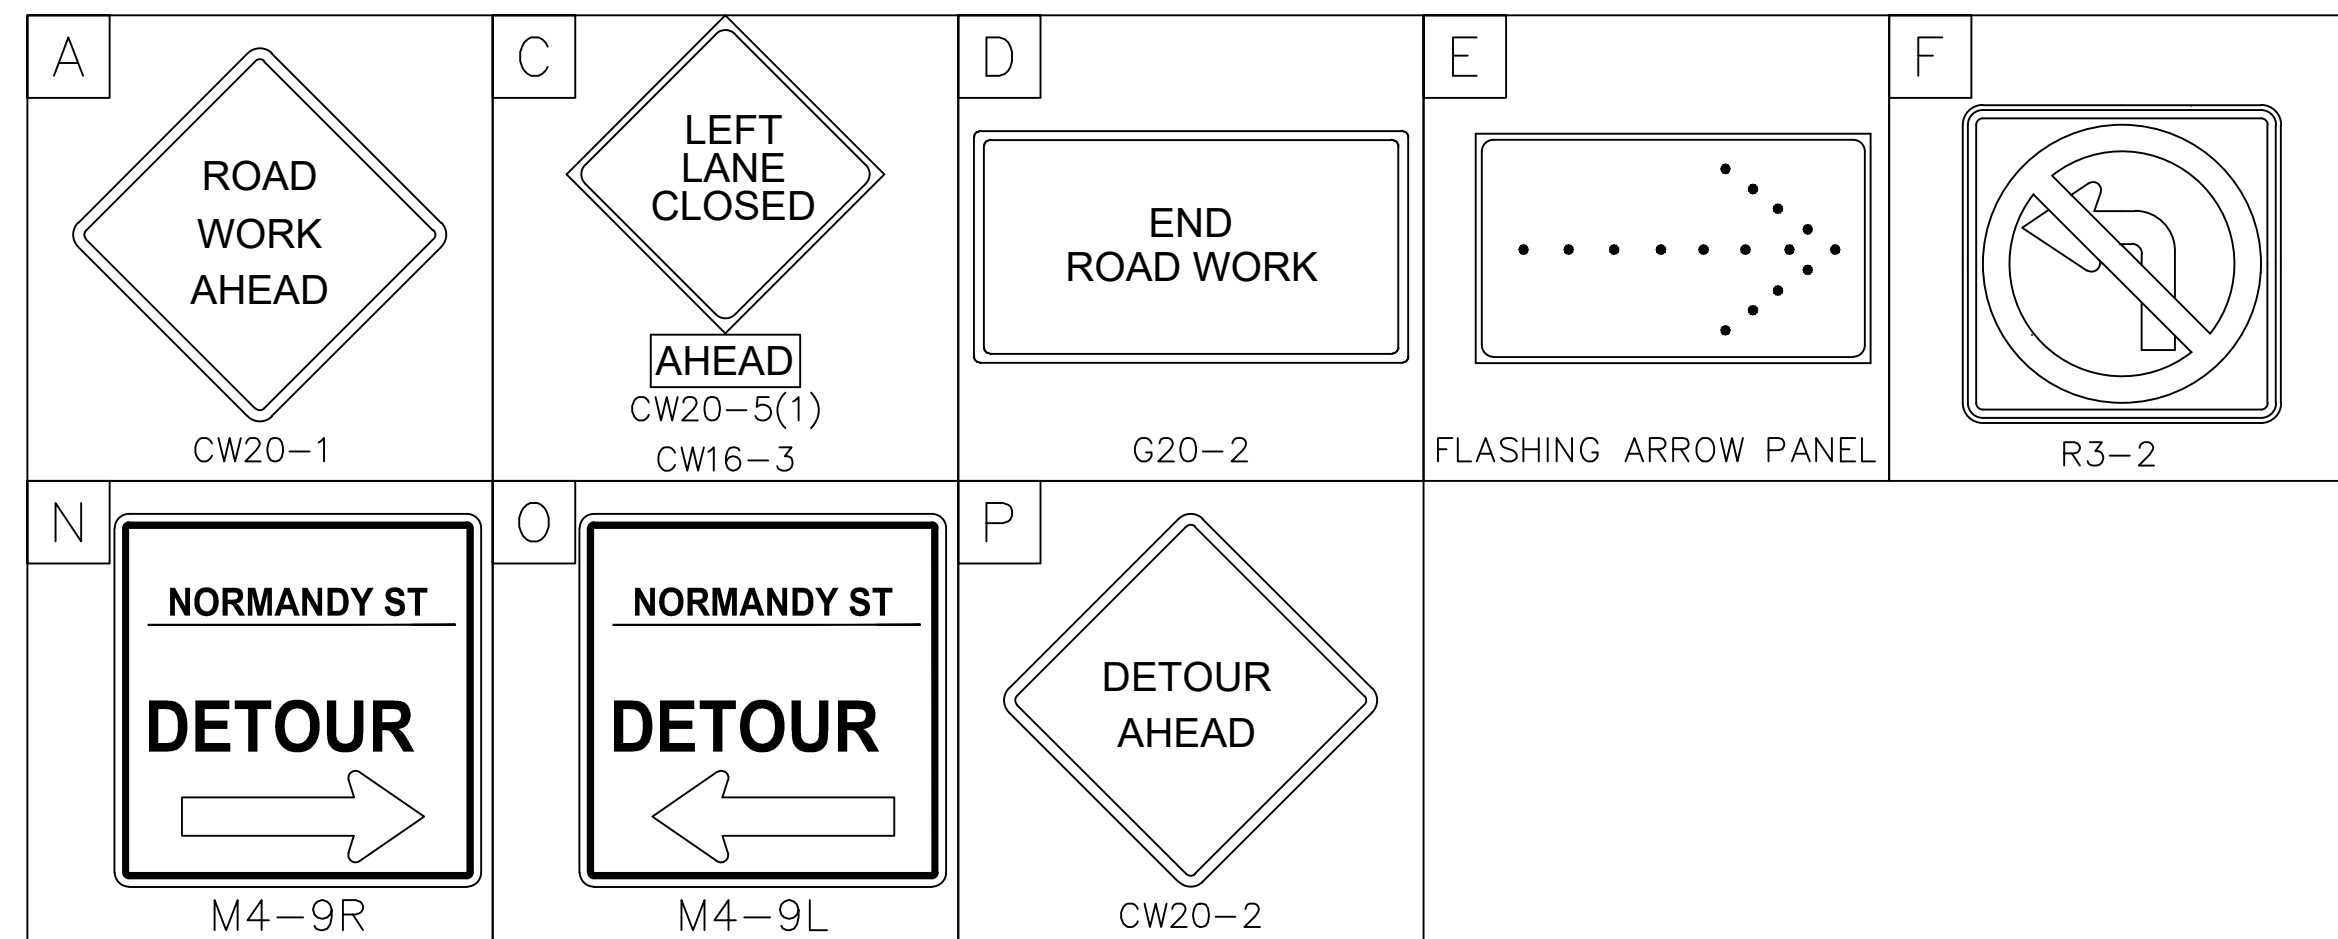 A
ROAD
WORK
AHEAD
CW20-1
C
LEFT
LANE
CLOSED
AHEAD
CW20-5(1)
CW16-3
D
END
ROAD WORK
G20-2
E
FLASHING ARROW PANEL
F
R3-2
N
NORMANDY ST
DETOUR
M4-9R
O
NORMANDY ST
DETOUR
M4-9L
P
DETOUR
AHEAD
CW20-2